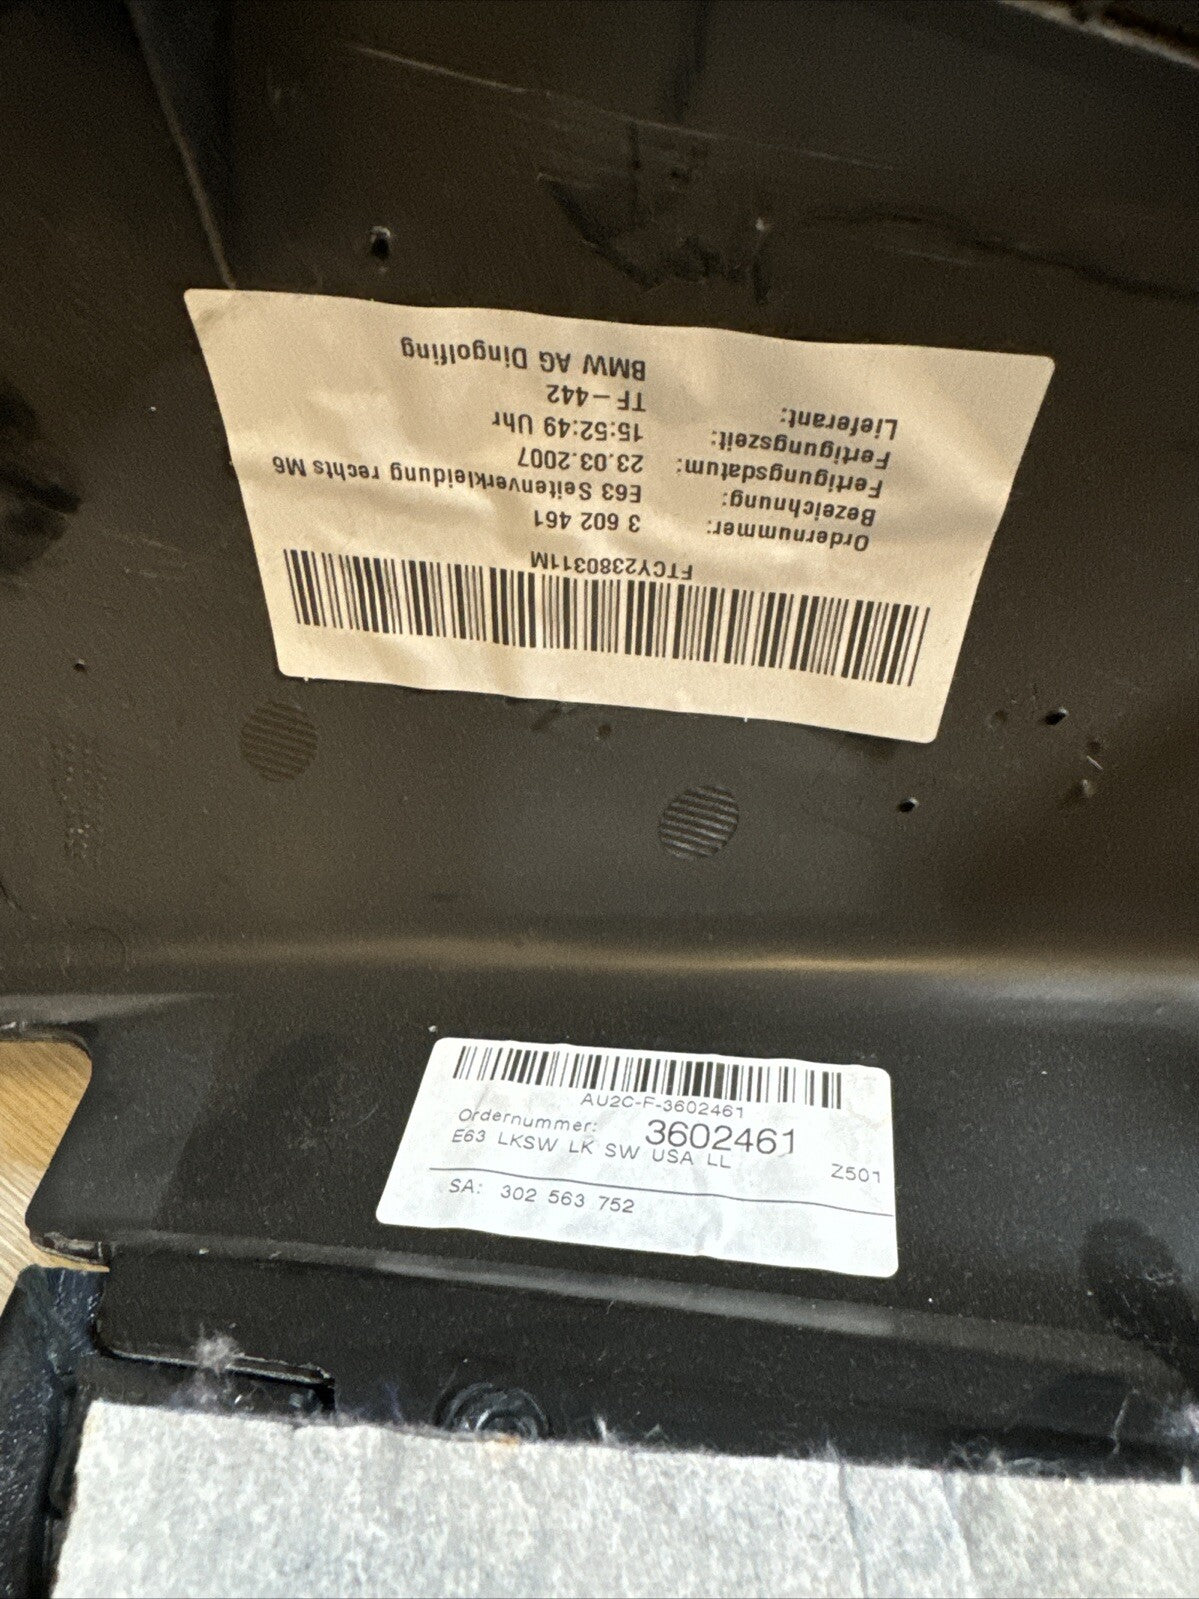 FTCY2380311M
Ordernummer: 3 602 461
Bezeichnung: E63 Seitenverkleidung rechts M6
Fertigungsdatum: 23.03.2007
Fertigungszeit: 15:52:49 Uhr
Lieferant: TF-442
BMW AG Dingolfing
AU2C-F-3602461
Ordernummer: 3602461
E63 LKSW LK SW USA LL Z501
SA: 302 563 752